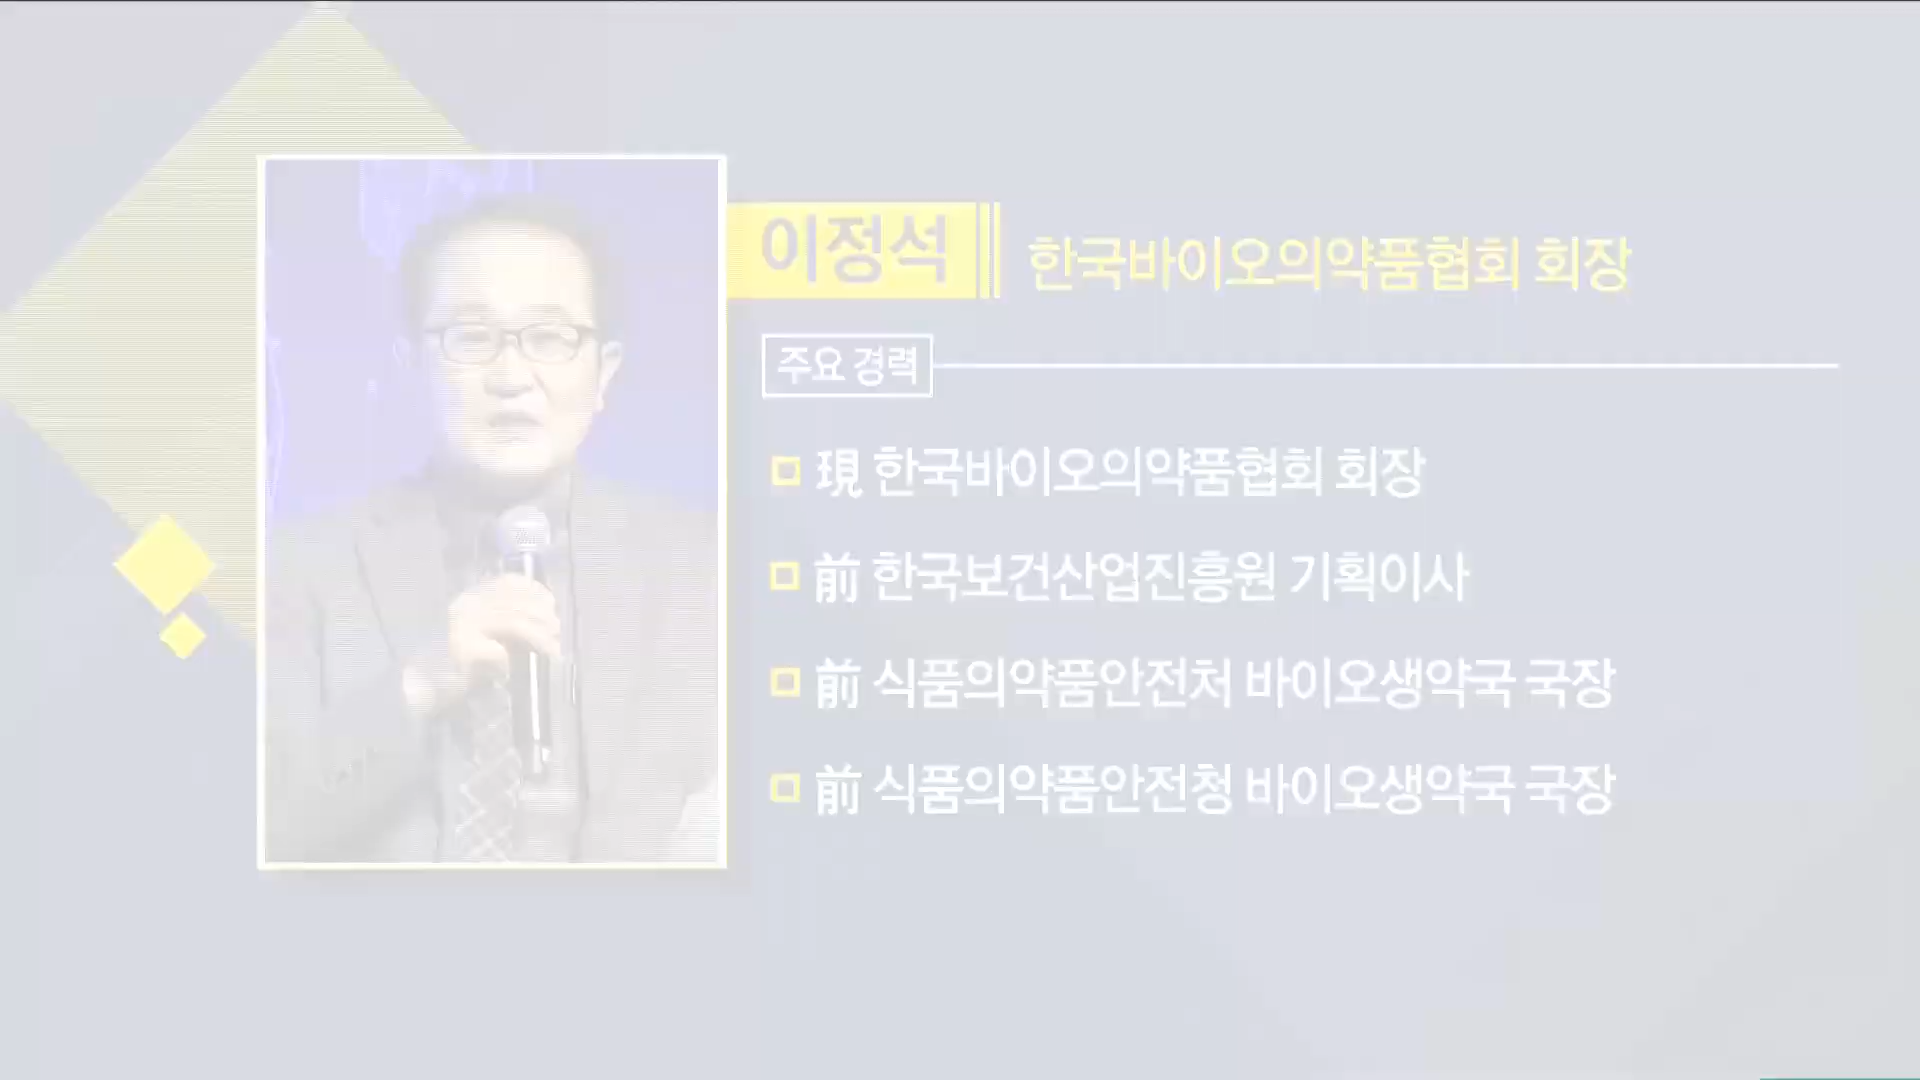 이정석
한국바이오의약품협회 회장
주요 경력
現 한국바이오의약품협회 회장
前 한국보건산업진흥원 기획이사
前 식품의약품안전처 바이오생약국 국장
前 식품의약품안전청 바이오생약국 국장